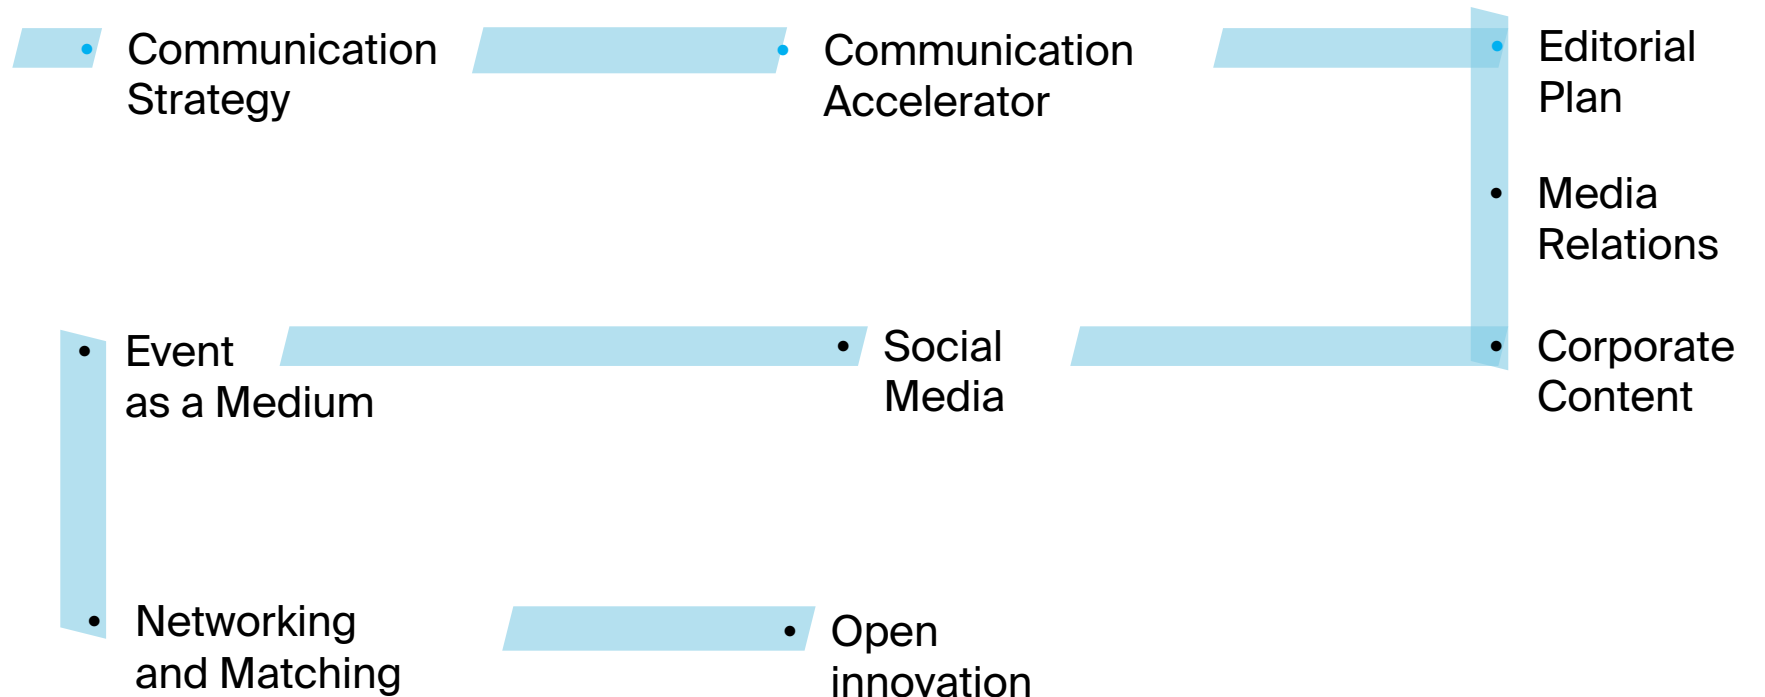 Communication
Strategy
Communication
Accelerator
Editorial
Plan
Media
Relations
Corporate
Content
Social
Media
Event
as a Medium
Networking
and Matching
Open
innovation